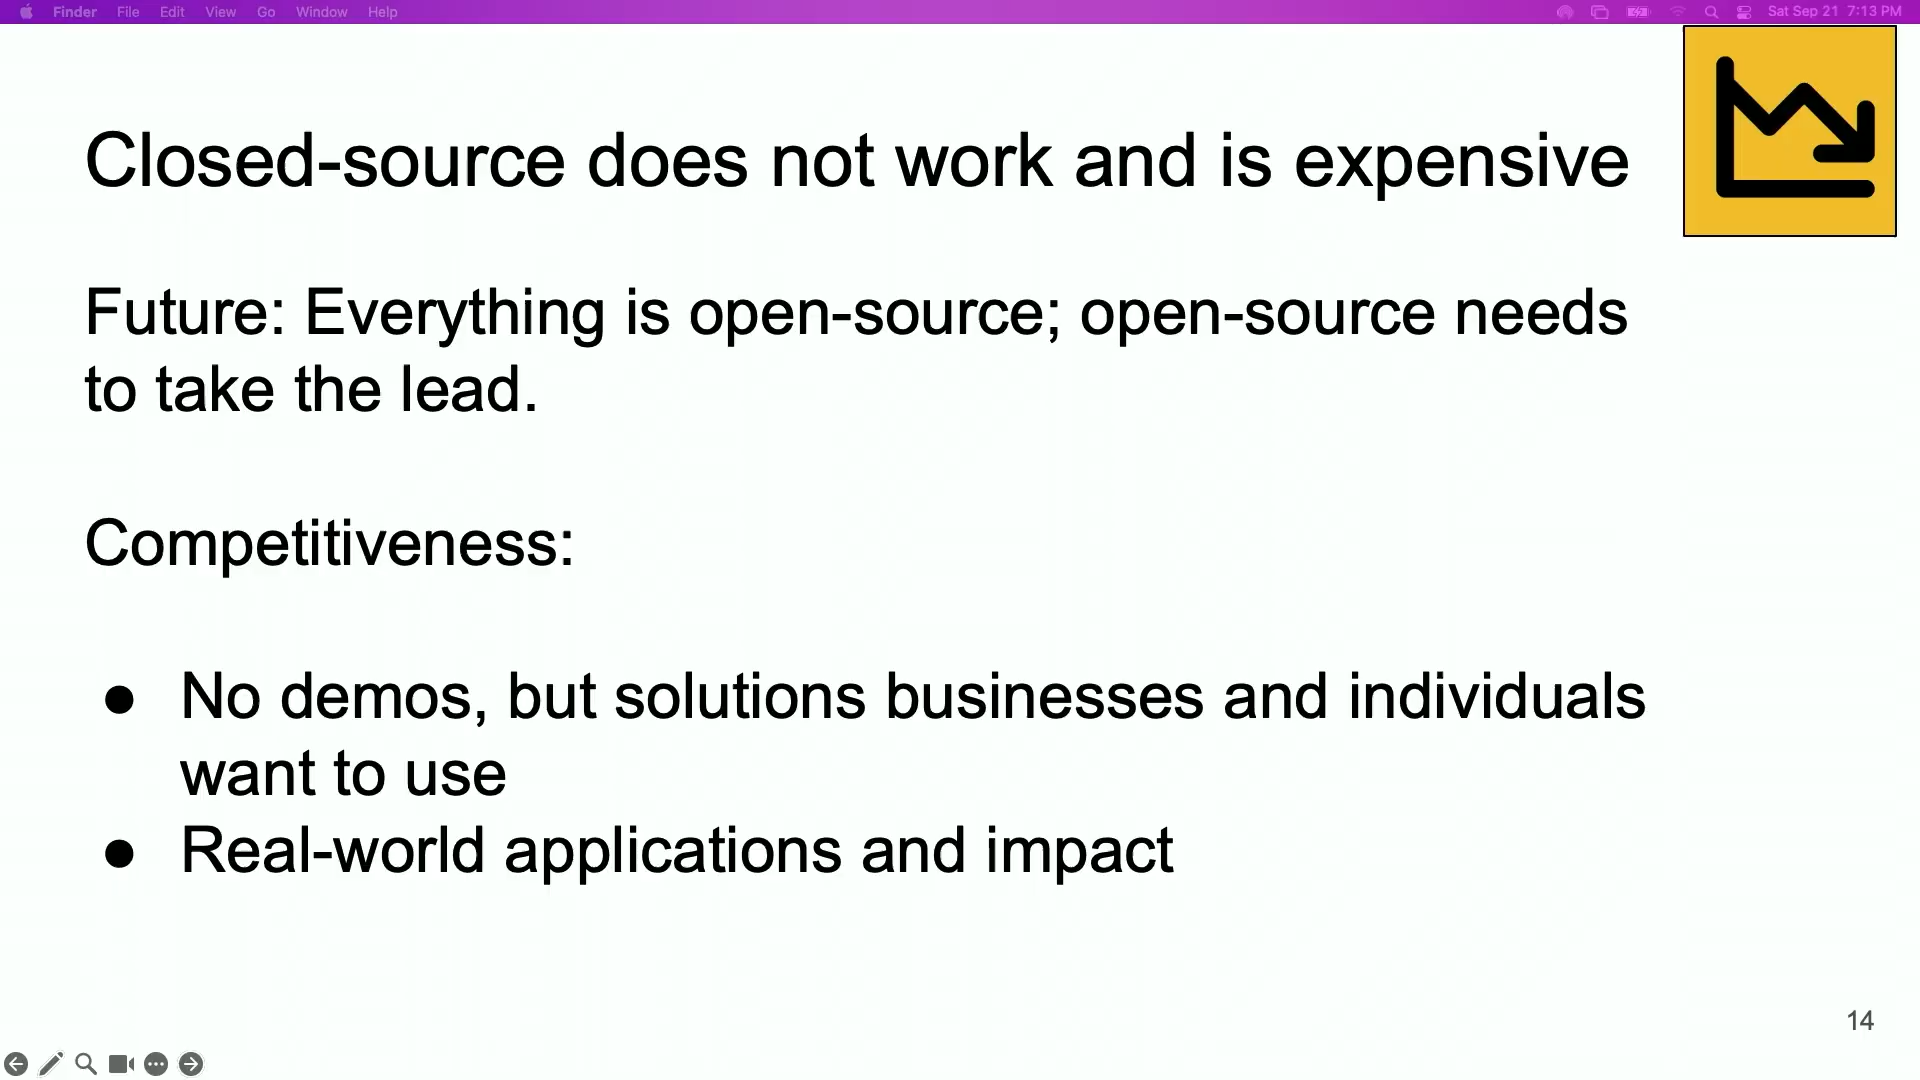 Finder File Edit View Go Window Help Sat Sep 21 7:13 PM
Closed-source does not work and is expensive
Future: Everything is open-source; open-source needs
to take the lead.
Competitiveness:
● No demos, but solutions businesses and individuals
want to use
● Real-world applications and impact
14